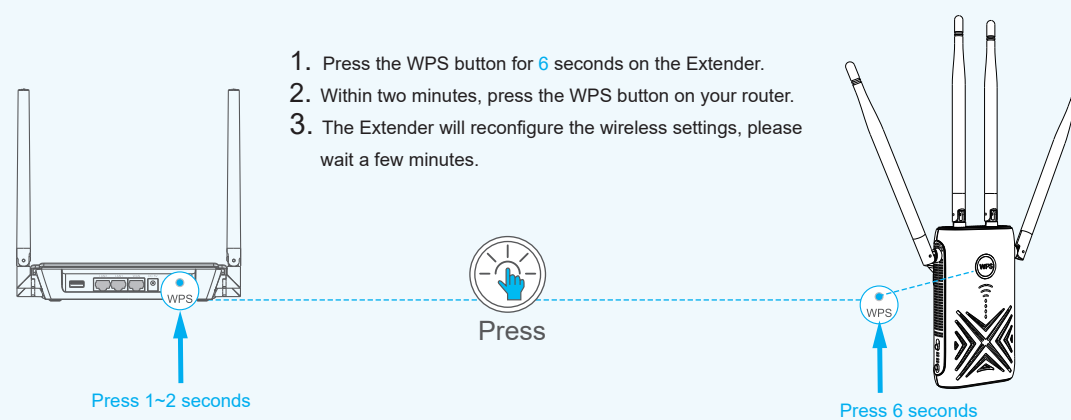 1. Press the WPS button for 6 seconds on the Extender.
2. Within two minutes, press the WPS button on your router.
3. The Extender will reconfigure the wireless settings, please
wait a few minutes.
WPS
WPS
WPS
Press
Press 1~2 seconds
Press 6 seconds